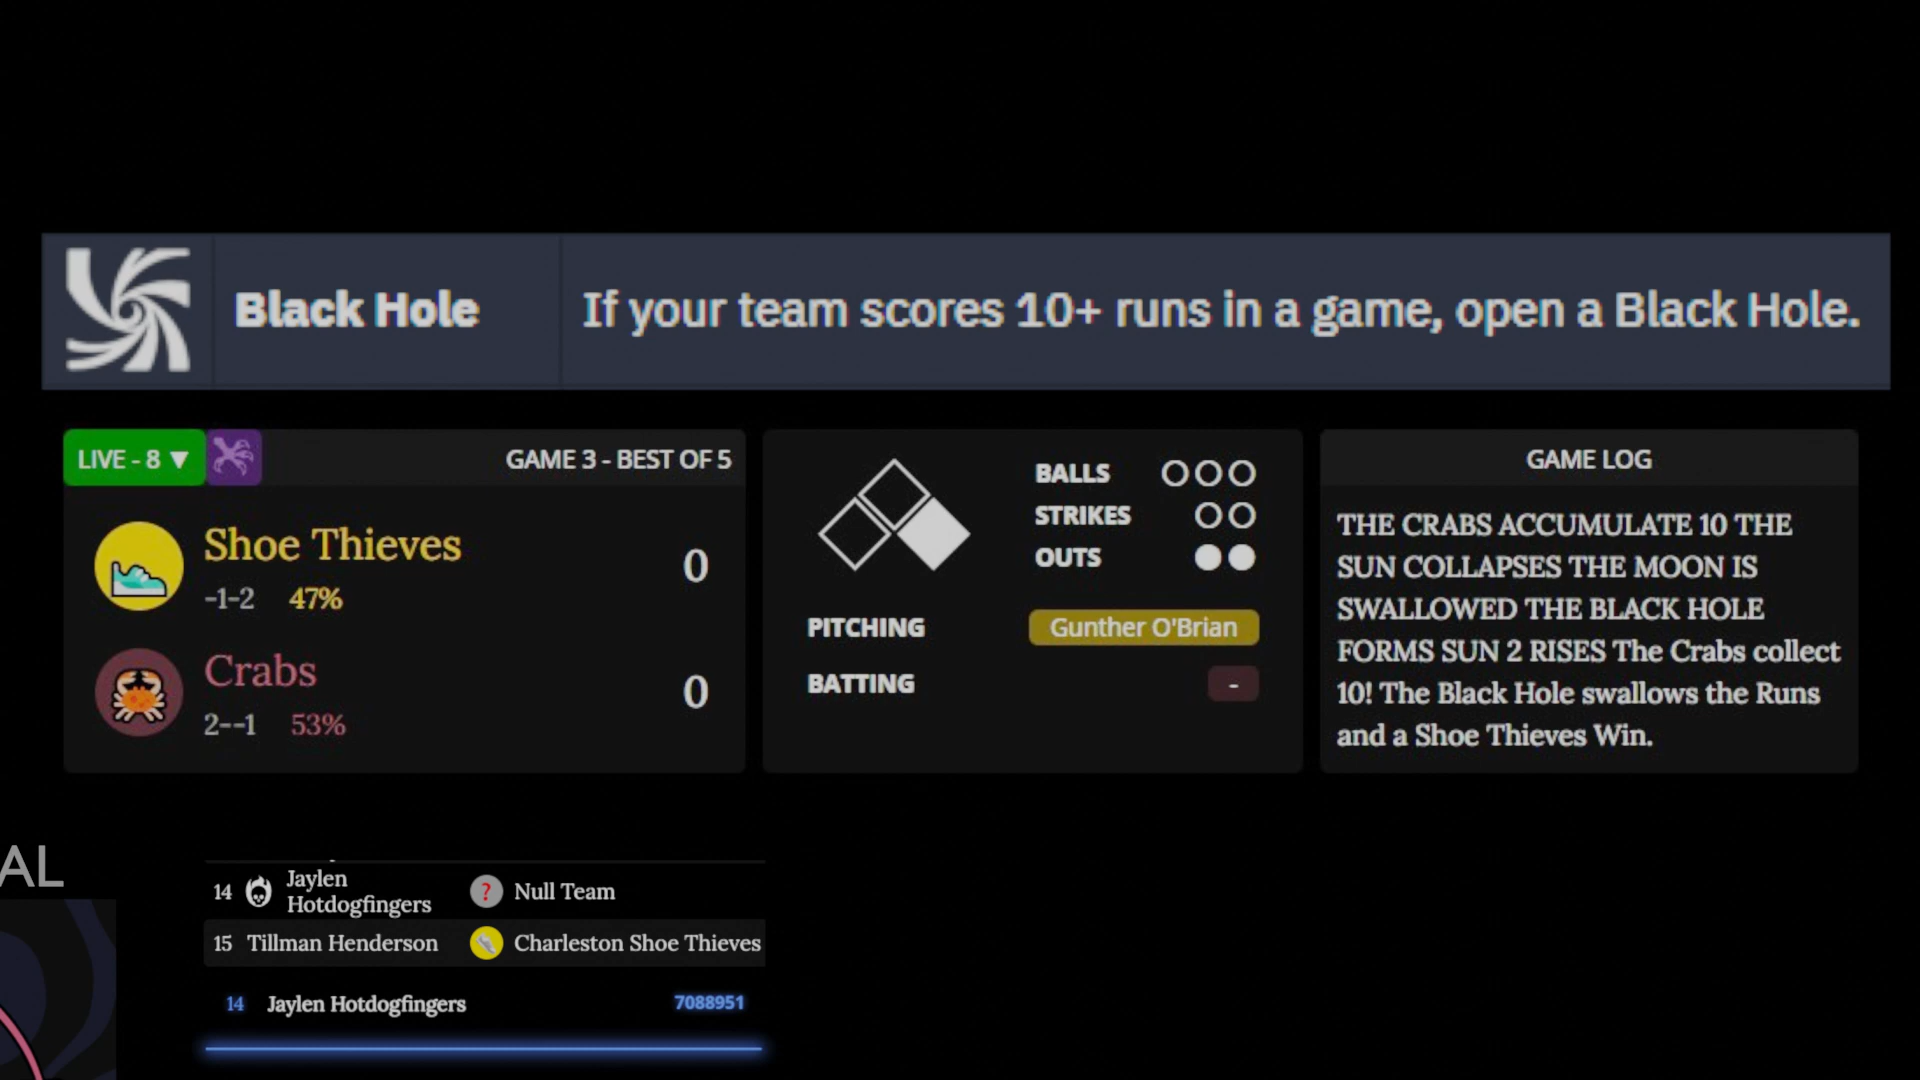 Black Hole
If your team scores 10+ runs in a game, open a Black Hole.
LIVE - 8 ▼
GAME 3 - BEST OF 5
Shoe Thieves
0
-1-2 47%
Crabs
0
2--1 53%
BALLS
STRIKES
OUTS
PITCHING
Gunther O'Brian
BATTING
-
GAME LOG
THE CRABS ACCUMULATE 10 THE
SUN COLLAPSES THE MOON IS
SWALLOWED THE BLACK HOLE
FORMS SUN 2 RISES The Crabs collect
10! The Black Hole swallows the Runs
and a Shoe Thieves Win.
AL
14 Jaylen
Hotdogfingers
? Null Team
15 Tillman Henderson Charleston Shoe Thieves
14 Jaylen Hotdogfingers 7088951